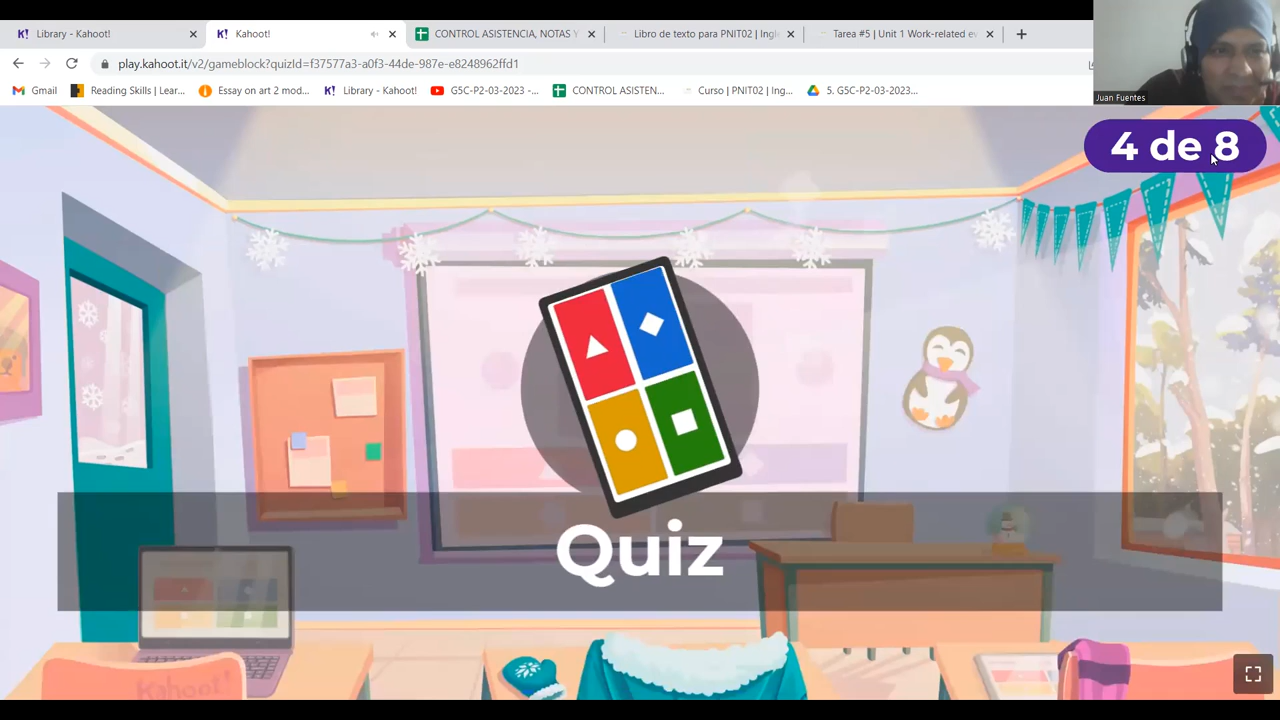 K! Library - Kahoot!
K! Kahoot!
CONTROL ASISTENCIA, NOTAS Y
Libro de texto para PNIT02 | Ingl
Tarea #5 | Unit 1 Work-related ev
play.kahoot.it/v2/gameblock?quizId=f37577a3-a0f3-44de-987e-e8248962ffd1
Gmail
Reading Skills | Lear...
Essay on art 2 mod...
K! Library - Kahoot!
G5C-P2-03-2023 -...
CONTROL ASISTEN...
Curso | PNIT02 | Ing...
5. G5C-P2-03-2023...
Juan Fuentes
4 de 8
Quiz
Kahoot!